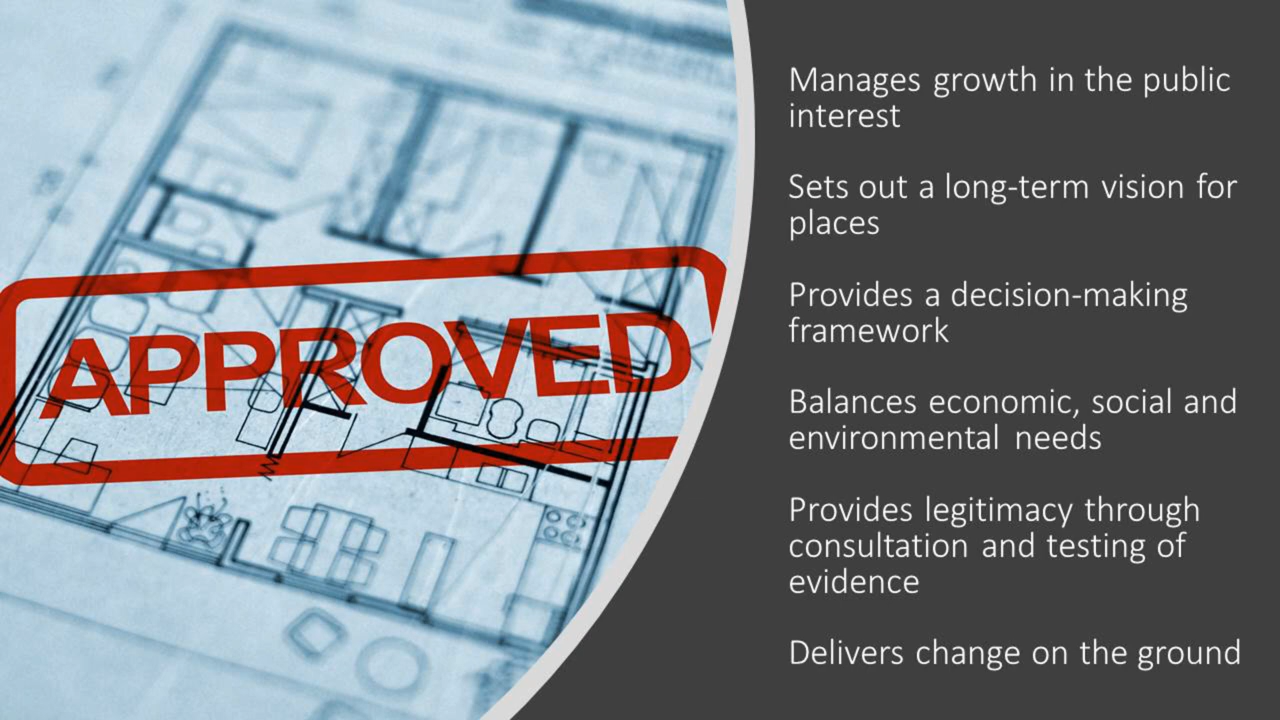 APPROVED
Manages growth in the public
interest
Sets out a long-term vision for
places
Provides a decision-making
framework
Balances economic, social and
environmental needs
Provides legitimacy through
consultation and testing of
evidence
Delivers change on the ground